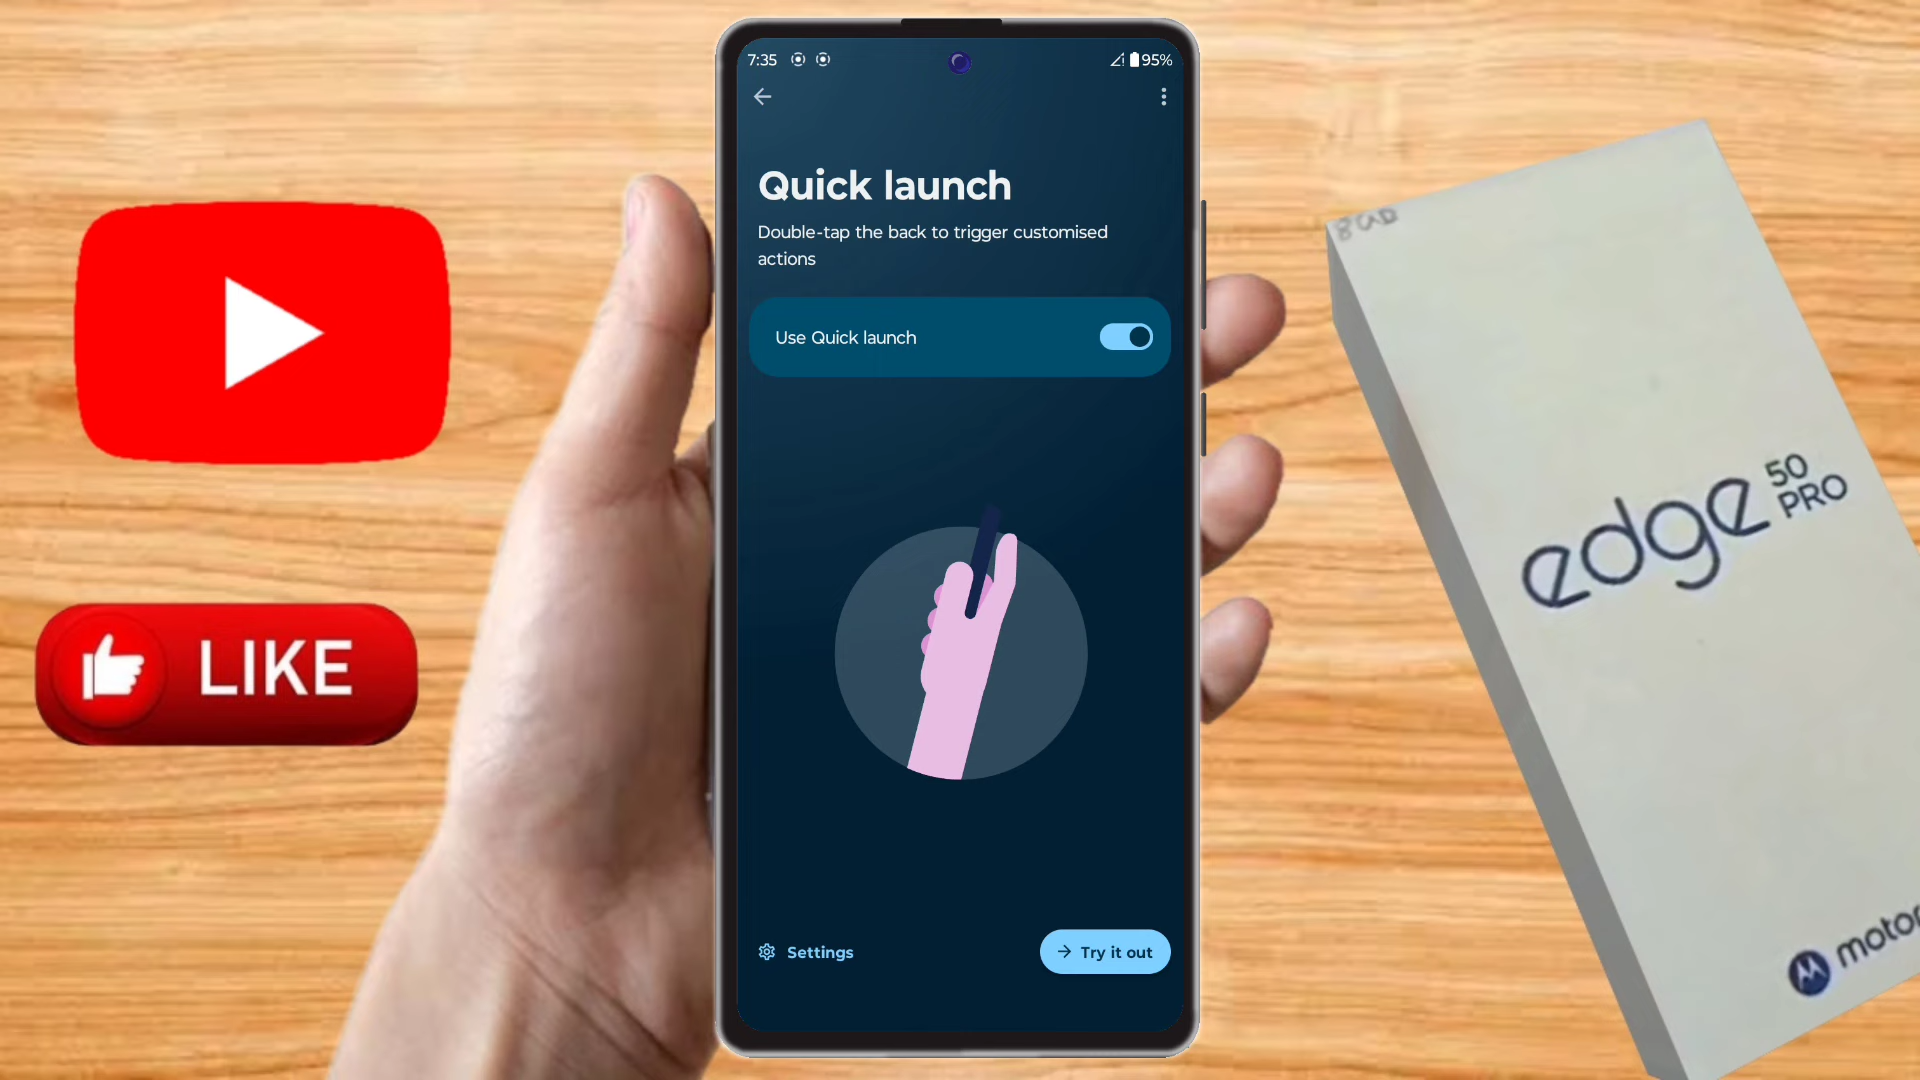 7:35
95%
Quick launch
Double-tap the back to trigger customised
actions
Use Quick launch
Settings
Try it out
LIKE
edge 50
PRO